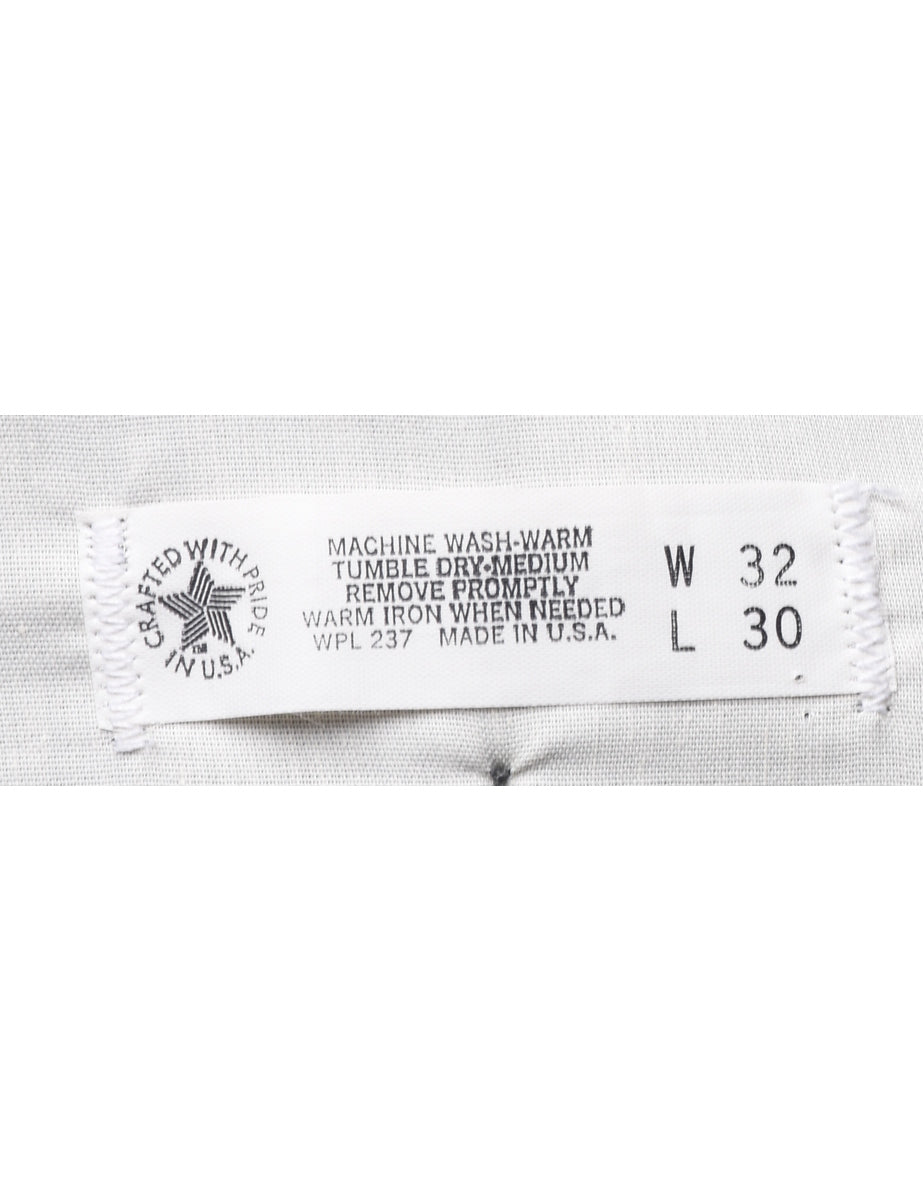 CRAFTED WITH PRIDE
IN U.S.A.
TM
MACHINE WASH-WARM
TUMBLE DRY•MEDIUM
REMOVE PROMPTLY
WARM IRON WHEN NEEDED
WPL 237 MADE IN U.S.A.
W 32
L 30